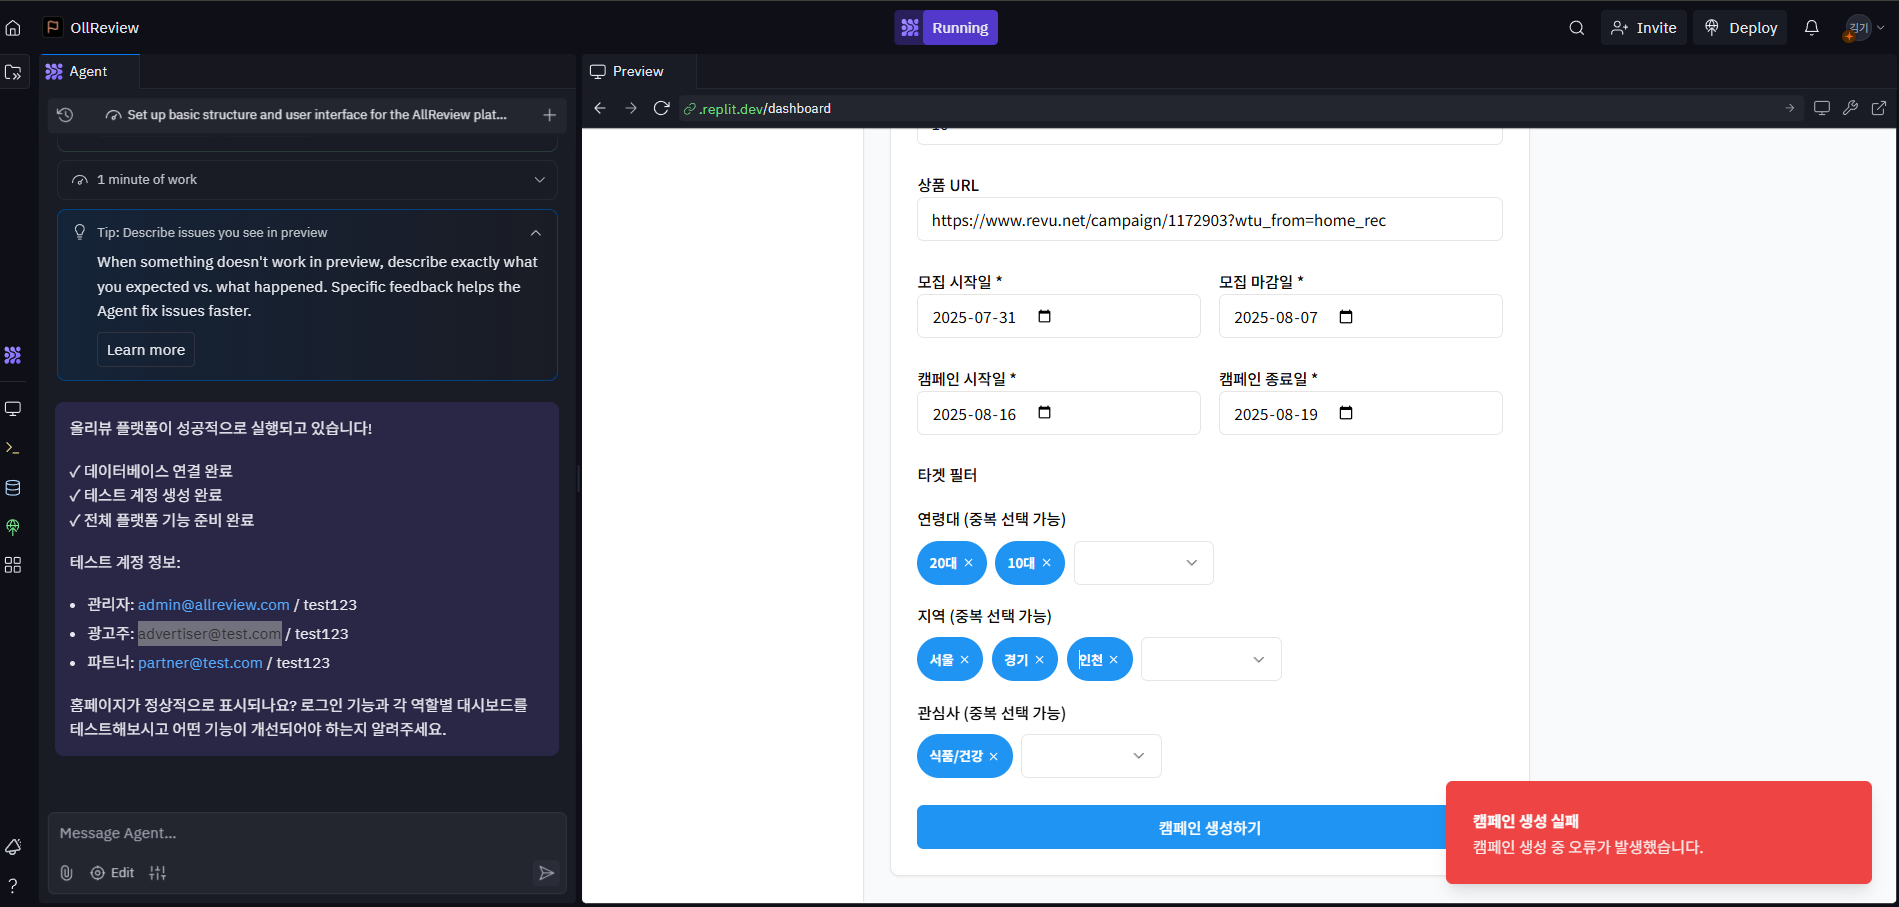 OllReview
Running
Invite
Deploy
김기
Agent
Preview
Set up basic structure and user interface for the AllReview plat...
.replit.dev/dashboard
1 minute of work
Tip: Describe issues you see in preview
When something doesn't work in preview, describe exactly what
you expected vs. what happened. Specific feedback helps the
Agent fix issues faster.
Learn more
올리뷰 플랫폼이 성공적으로 실행되고 있습니다!
✓ 데이터베이스 연결 완료
✓ 테스트 계정 생성 완료
✓ 전체 플랫폼 기능 준비 완료
테스트 계정 정보:
• 관리자: admin@allreview.com / test123
• 광고주: advertiser@test.com / test123
• 파트너: partner@test.com / test123
홈페이지가 정상적으로 표시되나요? 로그인 기능과 각 역할별 대시보드를
테스트해보시고 어떤 기능이 개선되어야 하는지 알려주세요.
Message Agent...
Edit
상품 URL
https://www.revu.net/campaign/1172903?wtu_from=home_rec
모집 시작일 * 모집 마감일 *
2025-07-31 2025-08-07
캠페인 시작일 * 캠페인 종료일 *
2025-08-16 2025-08-19
타겟 필터
연령대 (중복 선택 가능)
20대 × 10대 ×
지역 (중복 선택 가능)
서울 × 경기 × 인천 ×
관심사 (중복 선택 가능)
식품/건강 ×
캠페인 생성하기
캠페인 생성 실패
캠페인 생성 중 오류가 발생했습니다.